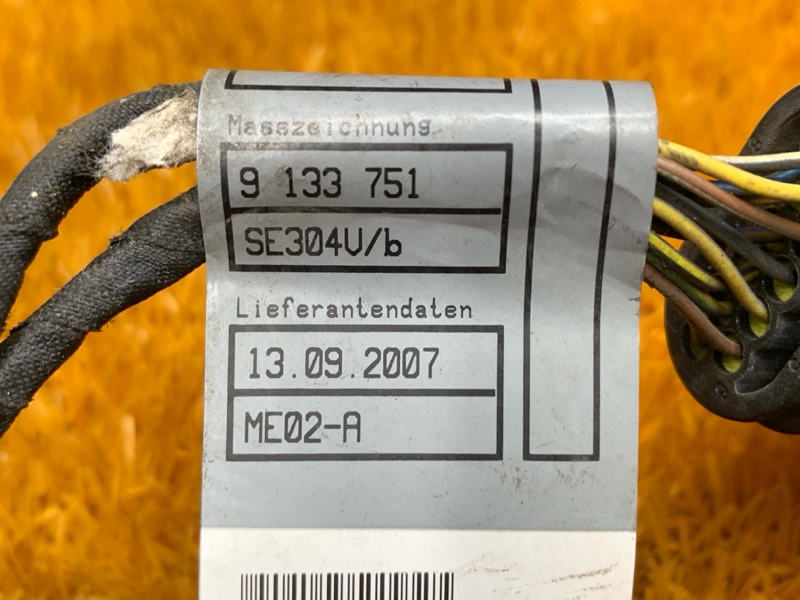 Masszeichnung
9 133 751
SE304V/b
Lieferantendaten
13.09.2007
ME02-A